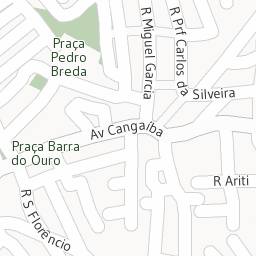 R Miguel Garcia
R Prf Carlos da
Silveira
Praça
Pedro
Breda
Av Cangaíba
Praça Barra
do Ouro
R Ariti
R S Florêncio